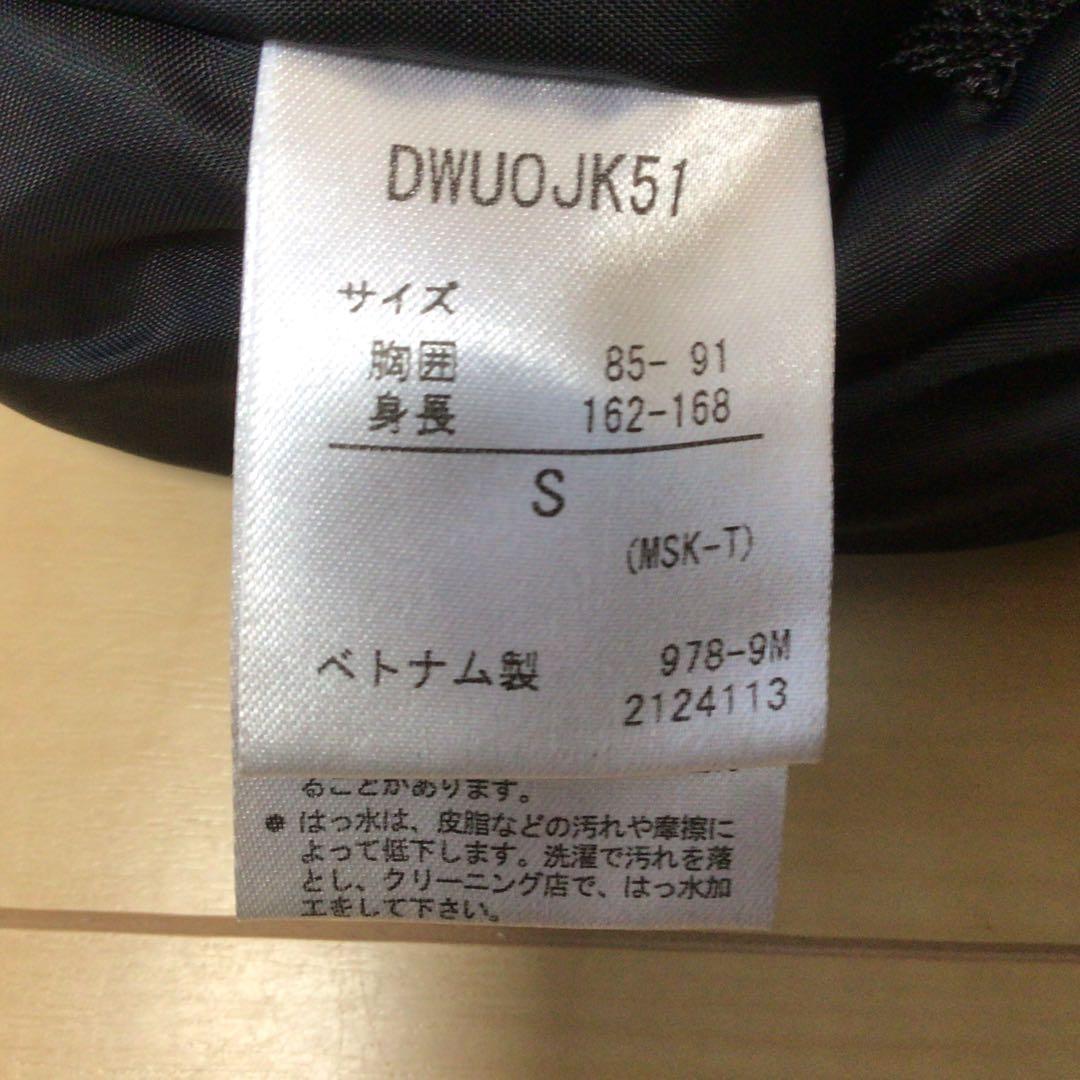 DWUOJK51
サイズ
胸囲 85- 91
身長 162-168
S
(MSK-T)
ベトナム製 978-9M
2124113
ることがあります。
● はっ水は、皮脂などの汚れや摩擦に
よって低下します。洗濯で汚れを落
とし、クリーニング店で、はっ水加
工をして下さい。